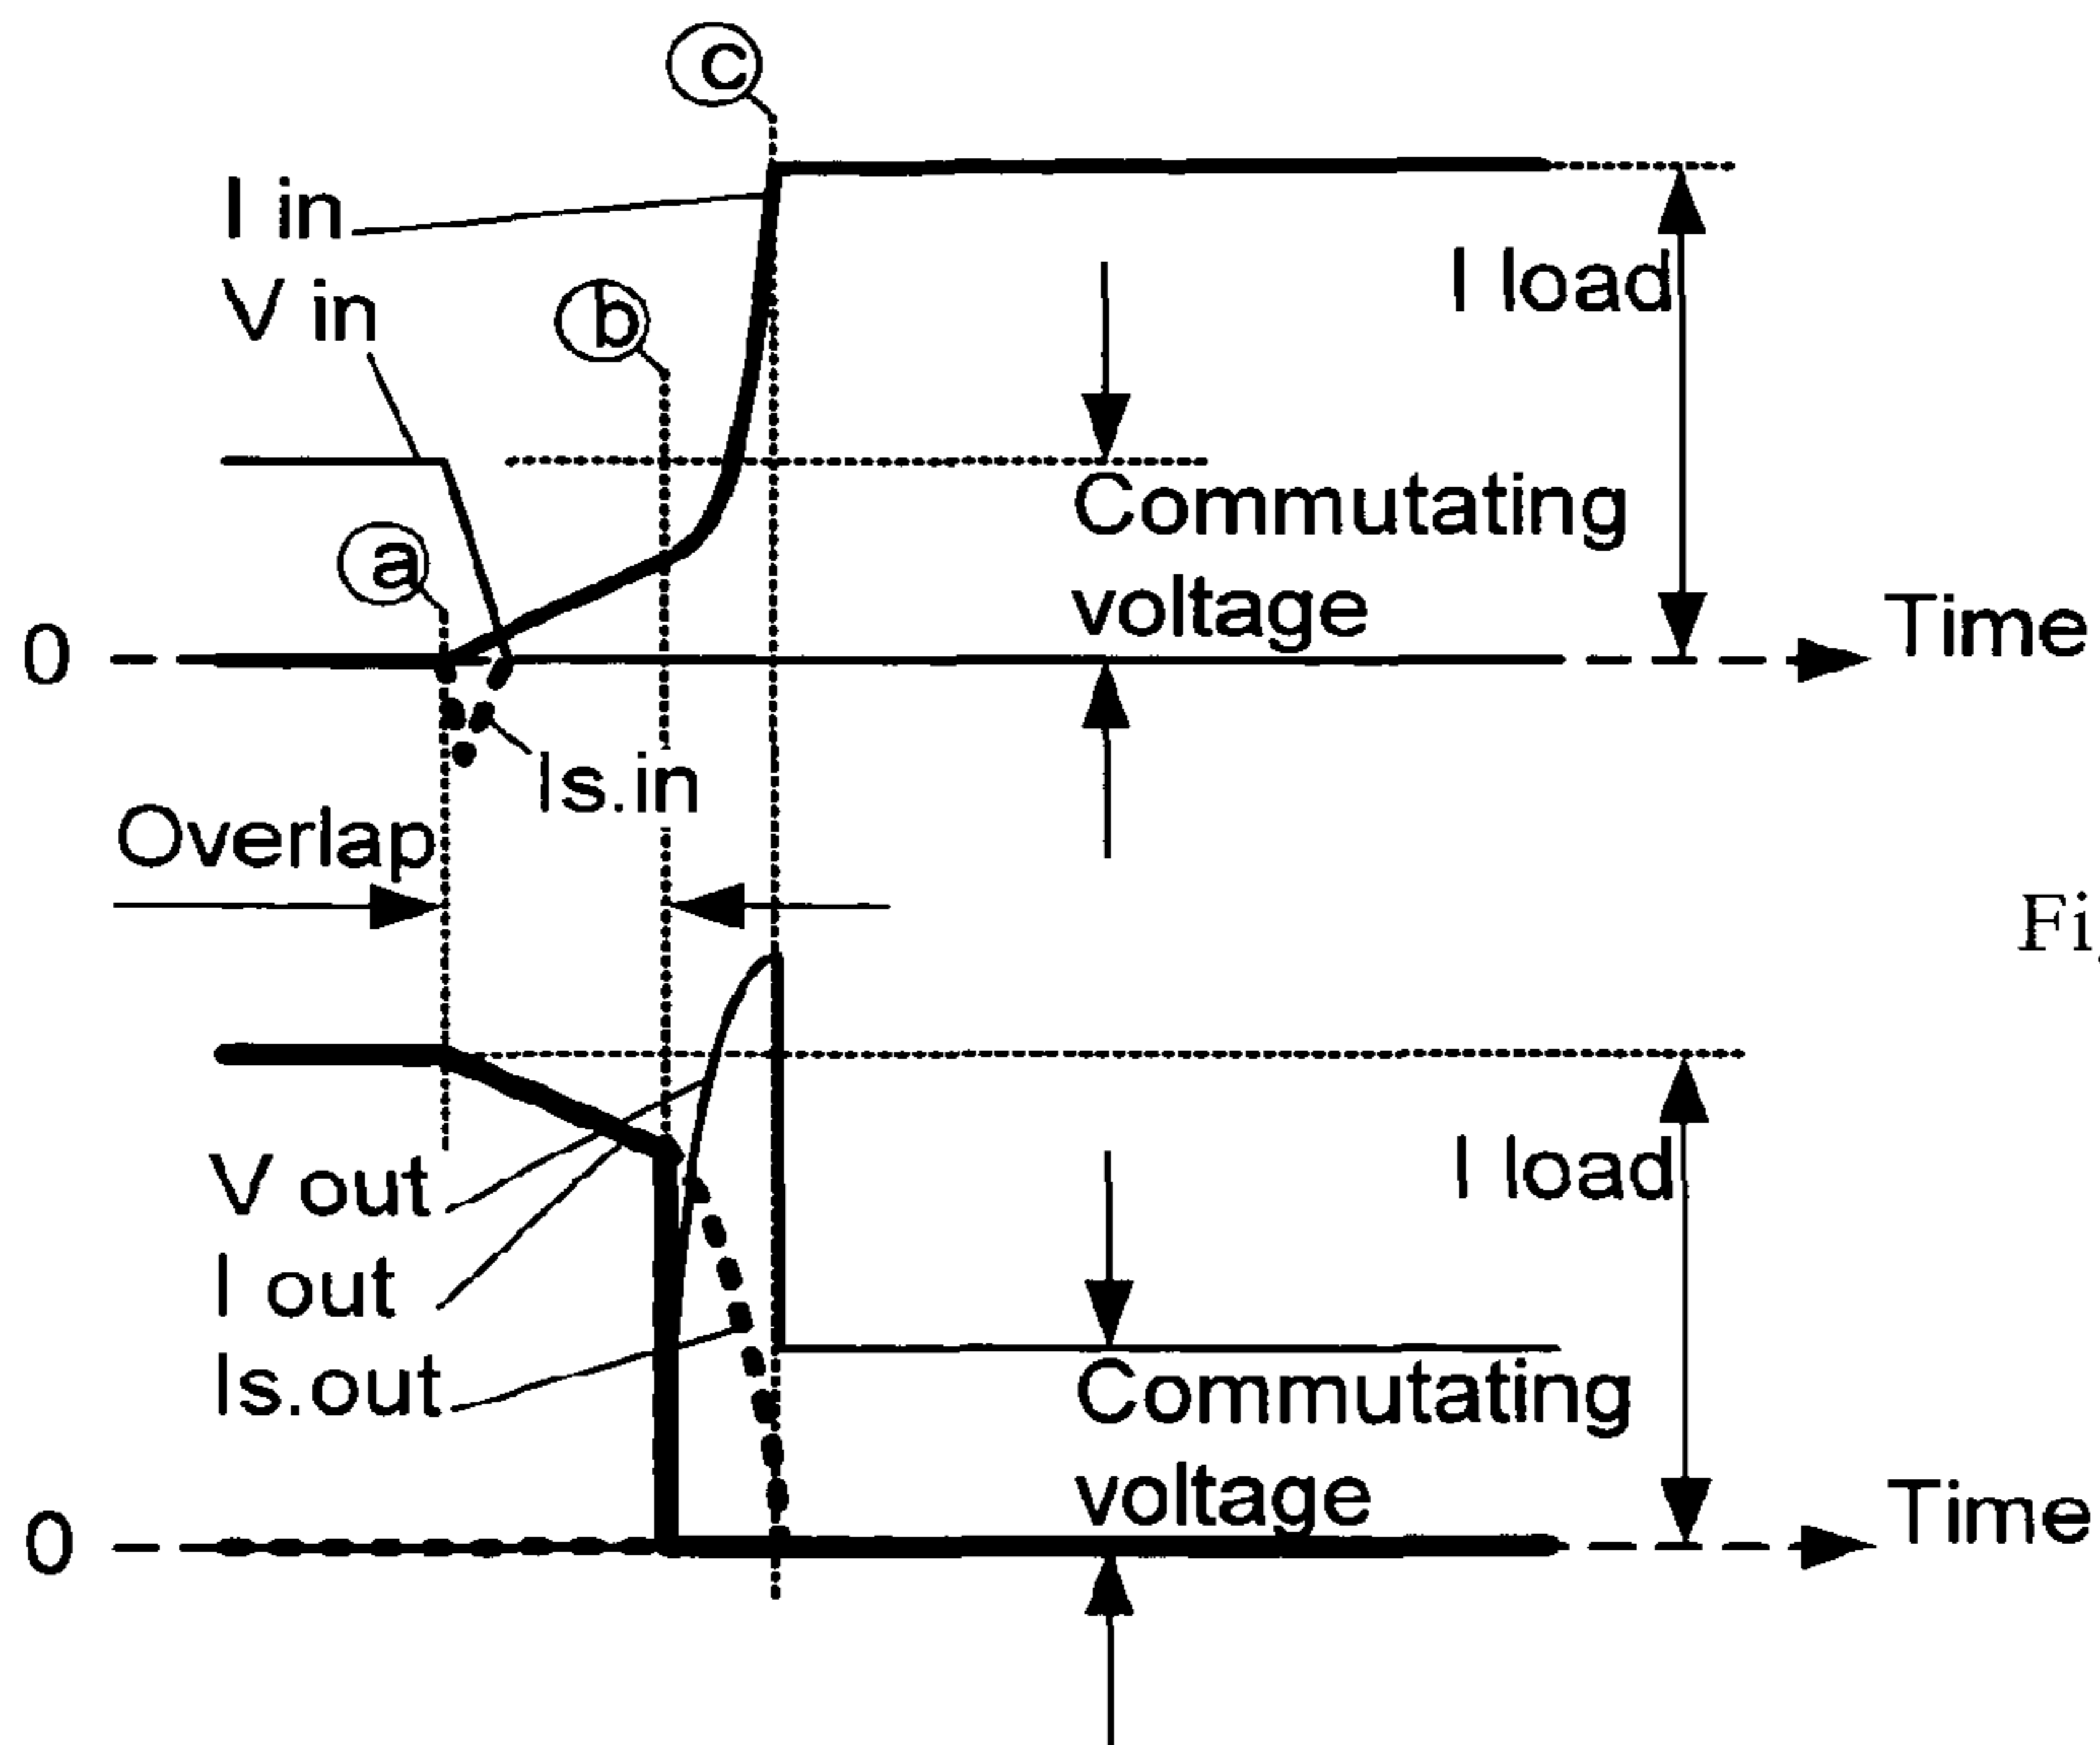 c
I in
V in
b
I load
a
Commutating
voltage
0
Time
Is.in
Overlap
V out
I out
Is.out
I load
Commutating
voltage
0
Time